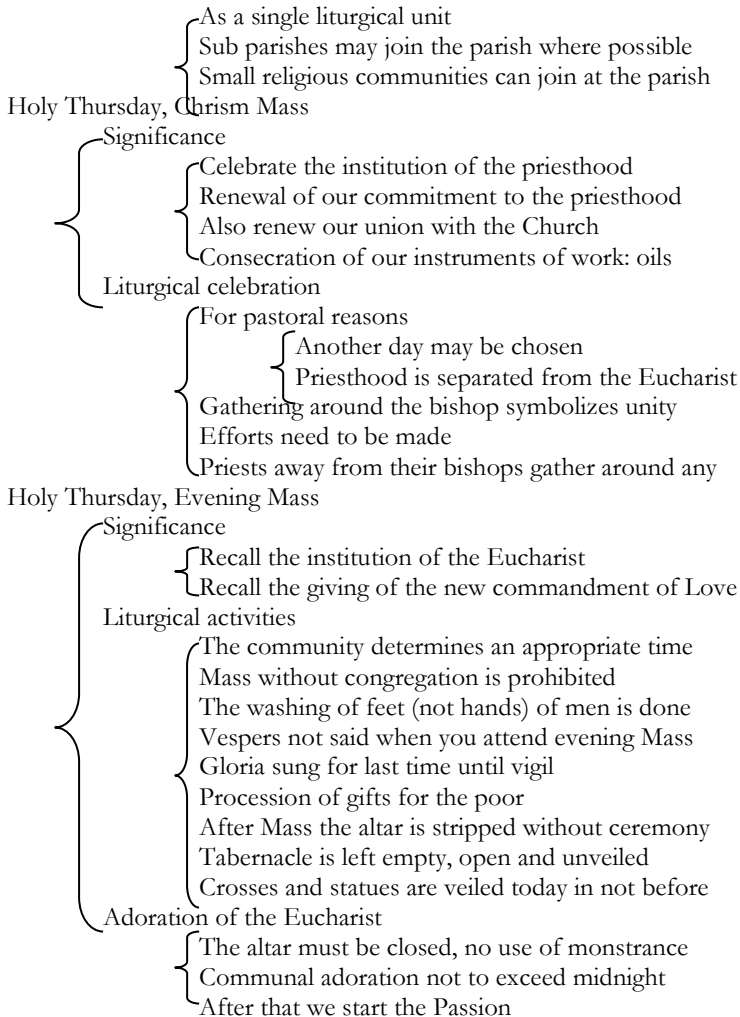 As a single liturgical unit
Sub parishes may join the parish where possible
Small religious communities can join at the parish
Holy Thursday, Chrism Mass
Significance
Celebrate the institution of the priesthood
Renewal of our commitment to the priesthood
Also renew our union with the Church
Consecration of our instruments of work: oils
Liturgical celebration
For pastoral reasons
Another day may be chosen
Priesthood is separated from the Eucharist
Gathering around the bishop symbolizes unity
Efforts need to be made
Priests away from their bishops gather around any
Holy Thursday, Evening Mass
Significance
Recall the institution of the Eucharist
Recall the giving of the new commandment of Love
Liturgical activities
The community determines an appropriate time
Mass without congregation is prohibited
The washing of feet (not hands) of men is done
Vespers not said when you attend evening Mass
Gloria sung for last time until vigil
Procession of gifts for the poor
After Mass the altar is stripped without ceremony
Tabernacle is left empty, open and unveiled
Crosses and statues are veiled today in not before
Adoration of the Eucharist
The altar must be closed, no use of monstrance
Communal adoration not to exceed midnight
After that we start the Passion